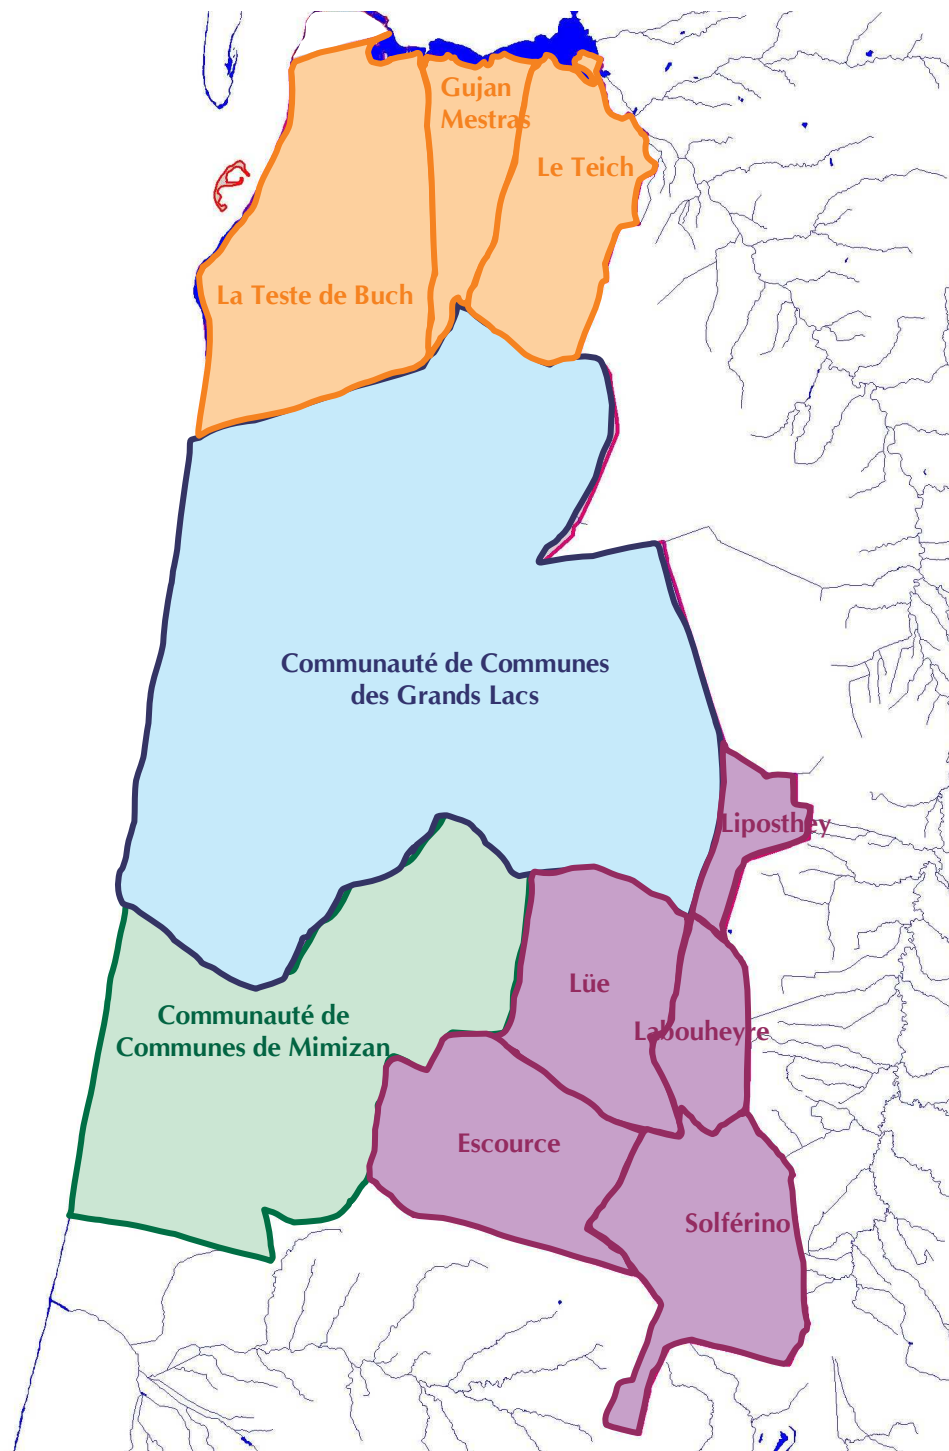 Gujan
Mestras
Le Teich
La Teste de Buch
Communauté de Communes
des Grands Lacs
Liposthey
Lüe
Communauté de
Communes de Mimizan
Labouheyre
Escource
Solférino